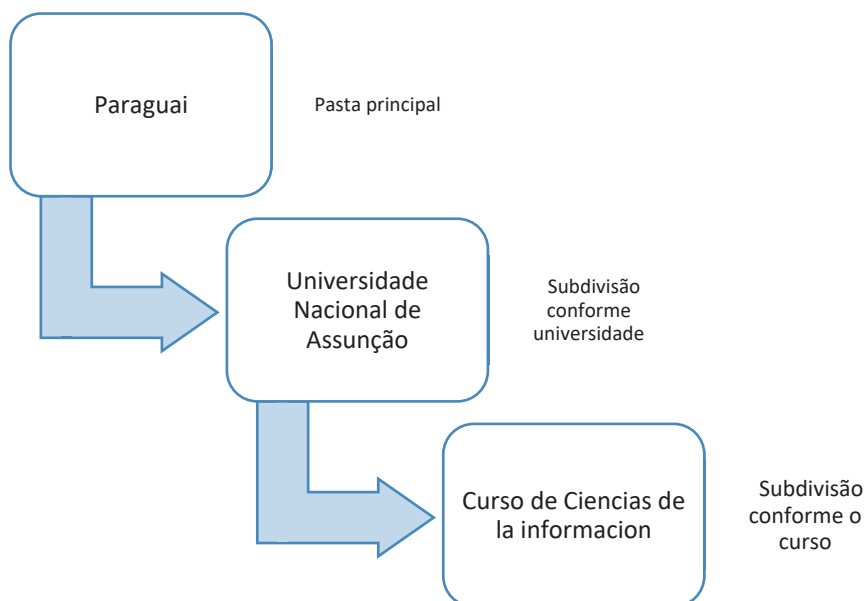 Paraguai
Pasta principal
Universidade
Nacional de
Assunção
Subdivisão
conforme
universidade
Curso de Ciencias de
la informacion
Subdivisão
conforme o
curso